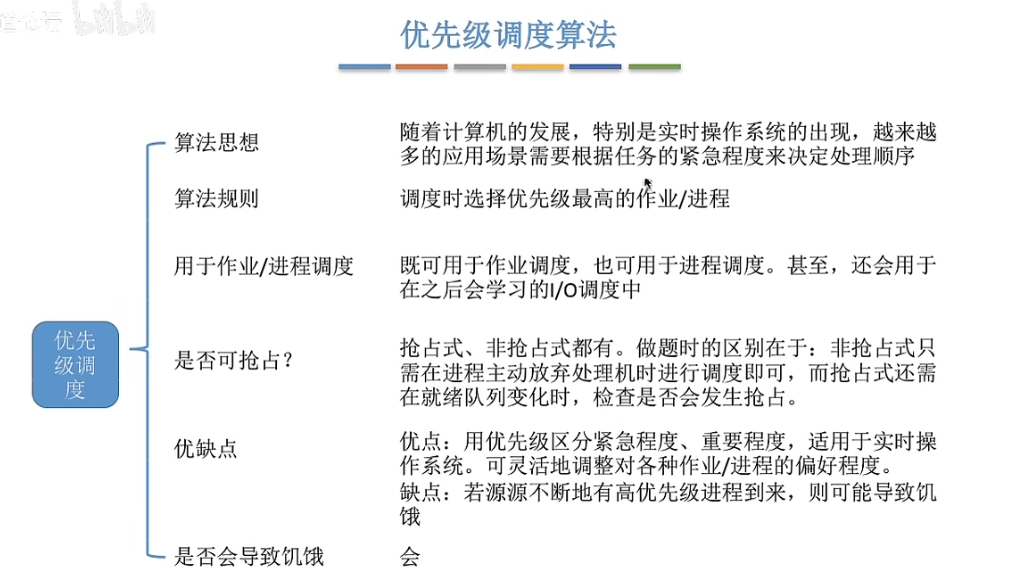 优先级调度算法
算法思想
随着计算机的发展，特别是实时操作系统的出现，越来越
多的应用场景需要根据任务的紧急程度来决定处理顺序
算法规则
调度时选择优先级最高的作业/进程
用于作业/进程调度
既可用于作业调度，也可用于进程调度。甚至，还会用于
在之后会学习的I/O调度中
优先
级调
度
是否可抢占？
抢占式、非抢占式都有。做题时的区别在于：非抢占式只
需在进程主动放弃处理机时进行调度即可，而抢占式还需
在就绪队列变化时，检查是否会发生抢占。
优缺点
优点：用优先级区分紧急程度、重要程度，适用于实时操
作系统。可灵活地调整对各种作业/进程的偏好程度。
缺点：若源源不断地有高优先级进程到来，则可能导致饥
饿
是否会导致饥饿
会